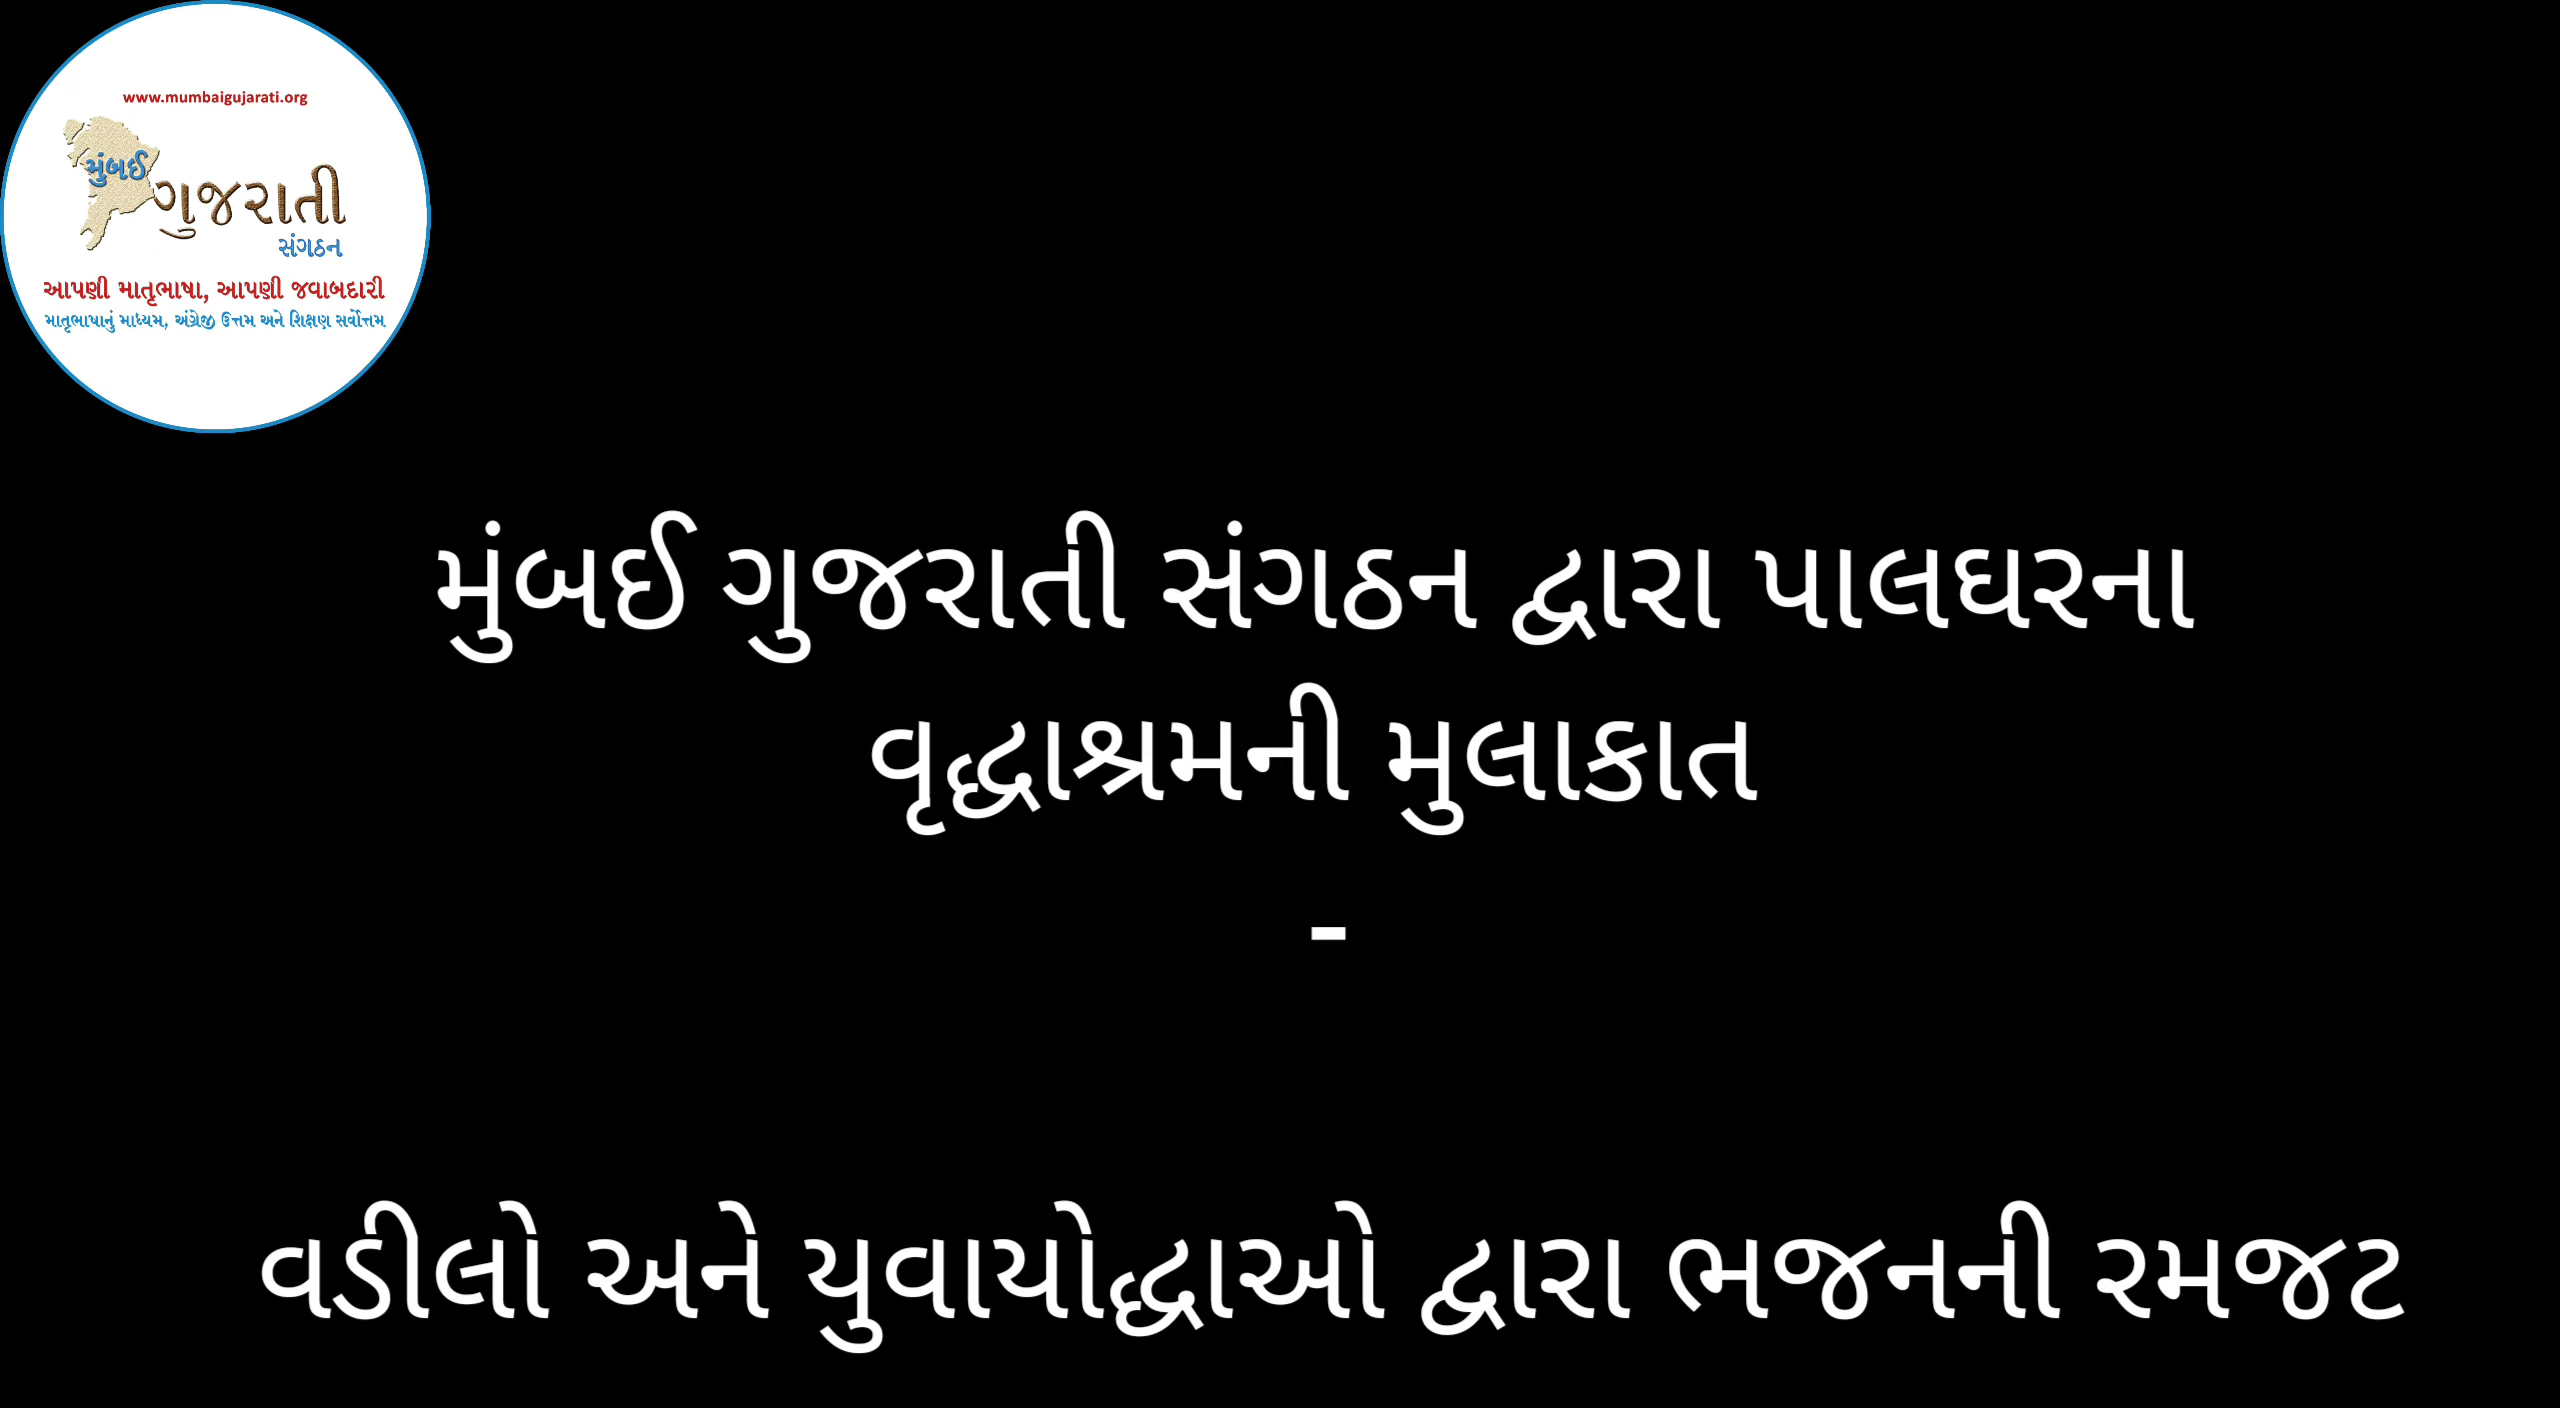 www.mumbaigujarati.org
મુંબઈ
ગુજરાતી
સંગઠન
આપણી માતૃભાષા, આપણી જવાબદારી
માતૃભાષાનું માધ્યમ, અંગ્રેજી ઉત્તમ અને શિક્ષણ સર્વોત્તમ
મુંબઈ ગુજરાતી સંગઠન દ્વારા પાલઘરના
વૃદ્ધાશ્રમની મુલાકાત
-
વડીલો અને યુવાયોદ્ધાઓ દ્વારા ભજનની રમજટ